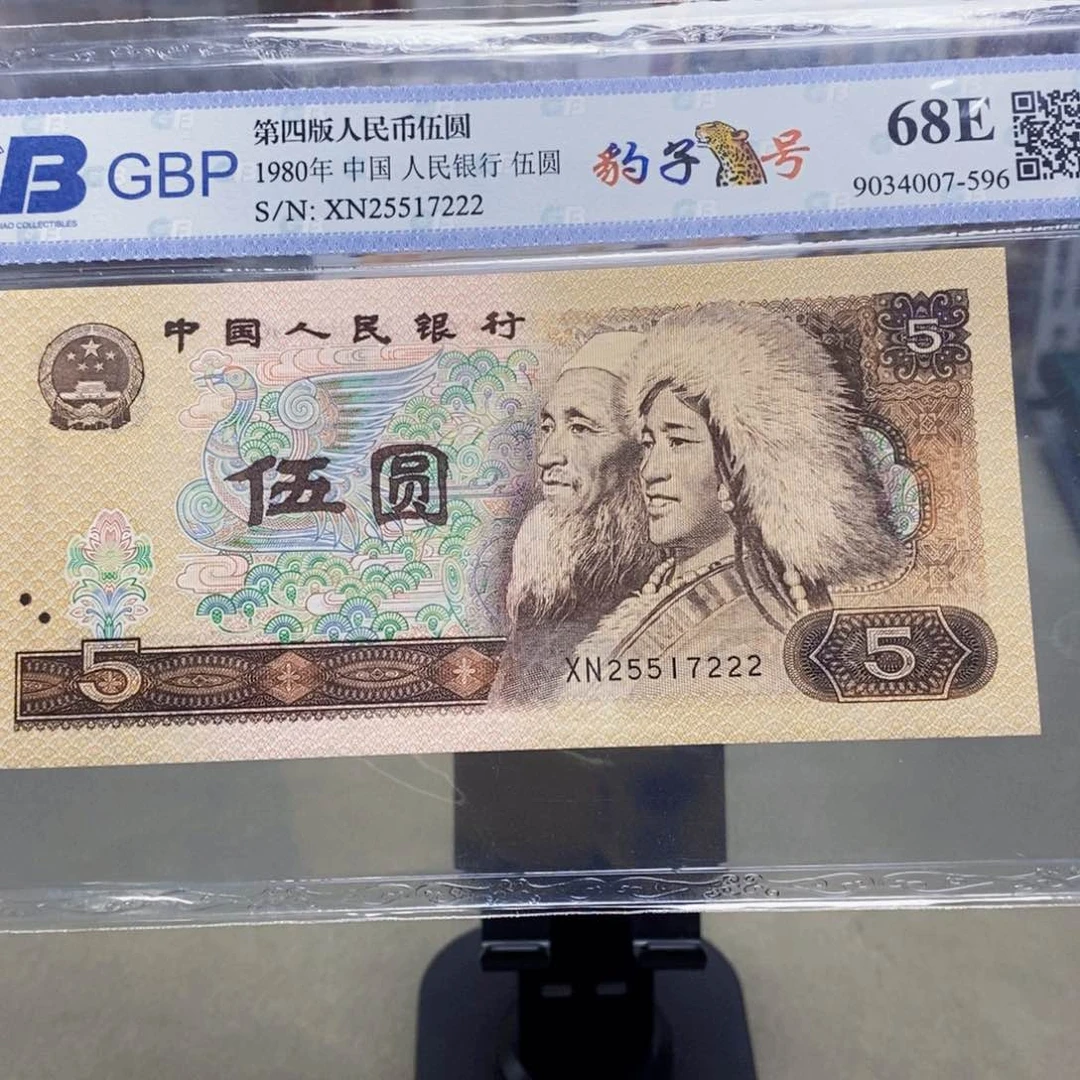 第四版人民币伍圆
1980年 中国 人民银行 伍圆
S/N: XN25517222
B GBP
豹子号
68E
9034007-596
中国人民银行
伍圆
5
5
XN25517222
5